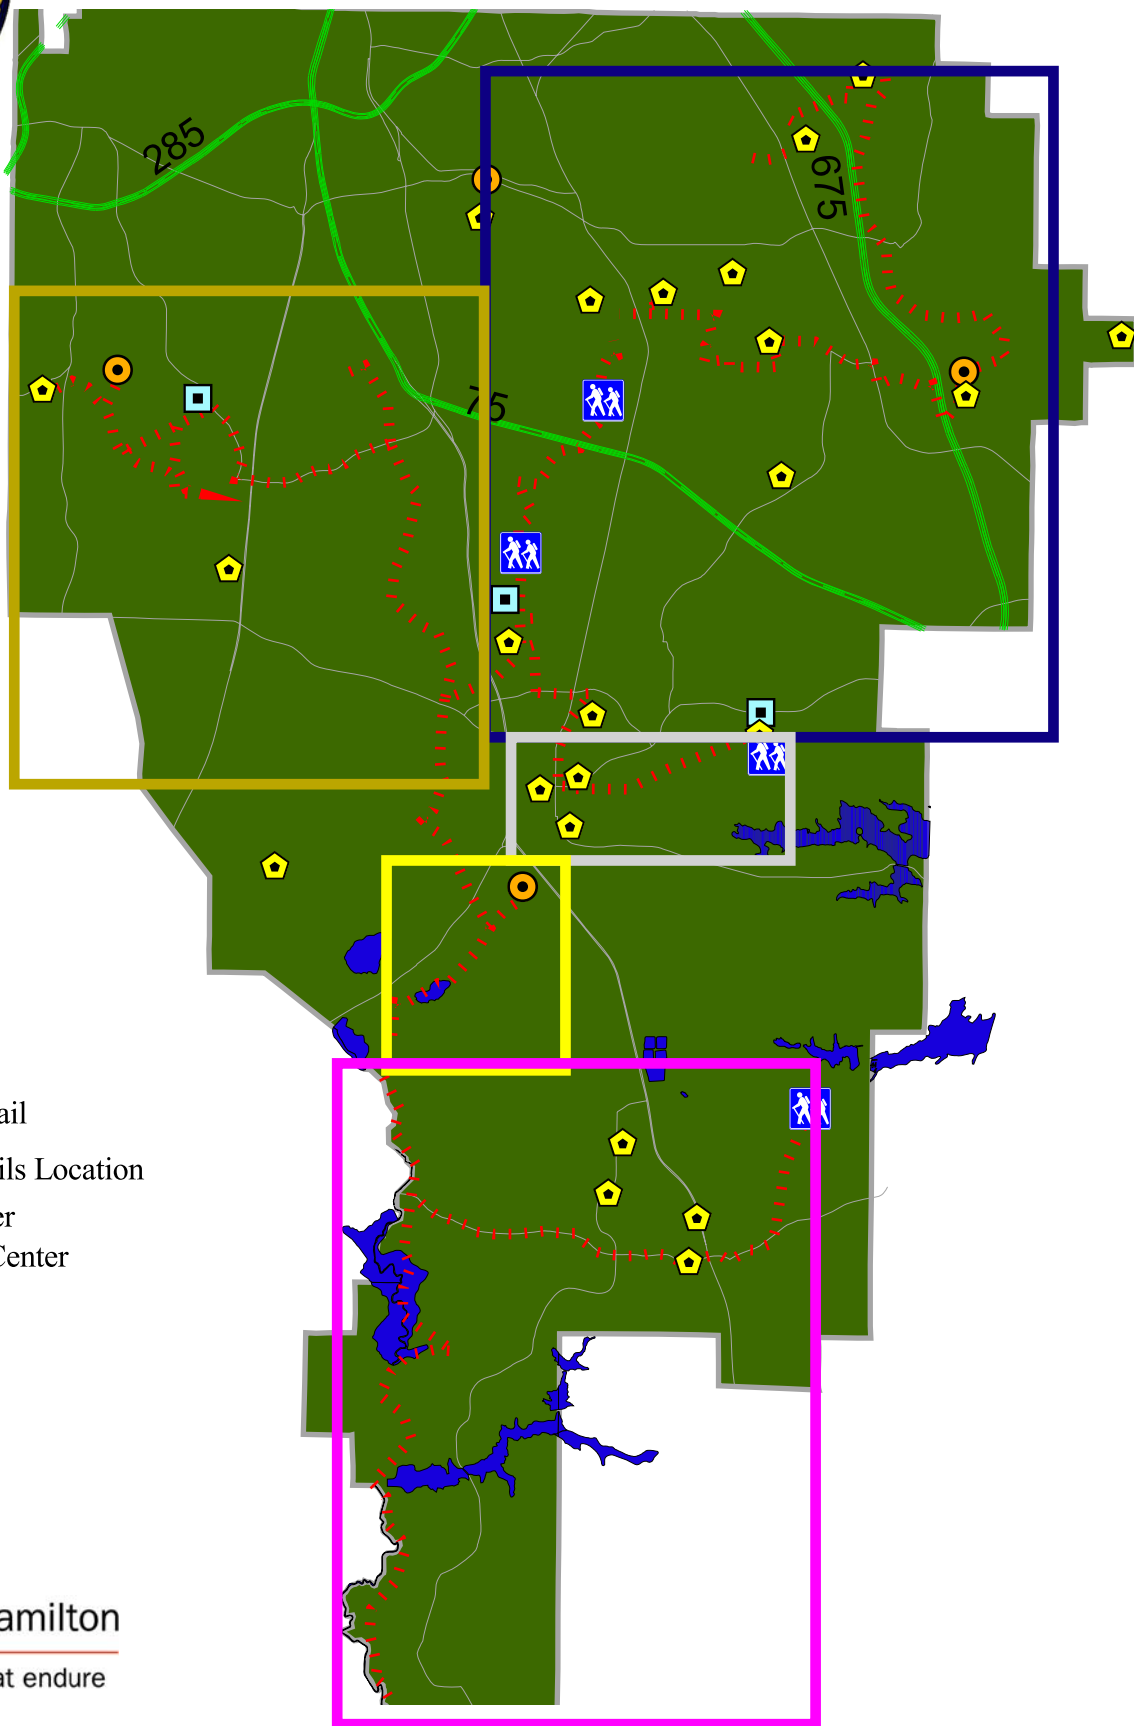 285
675
75
ail
ils Location
er
Center
amilton
at endure